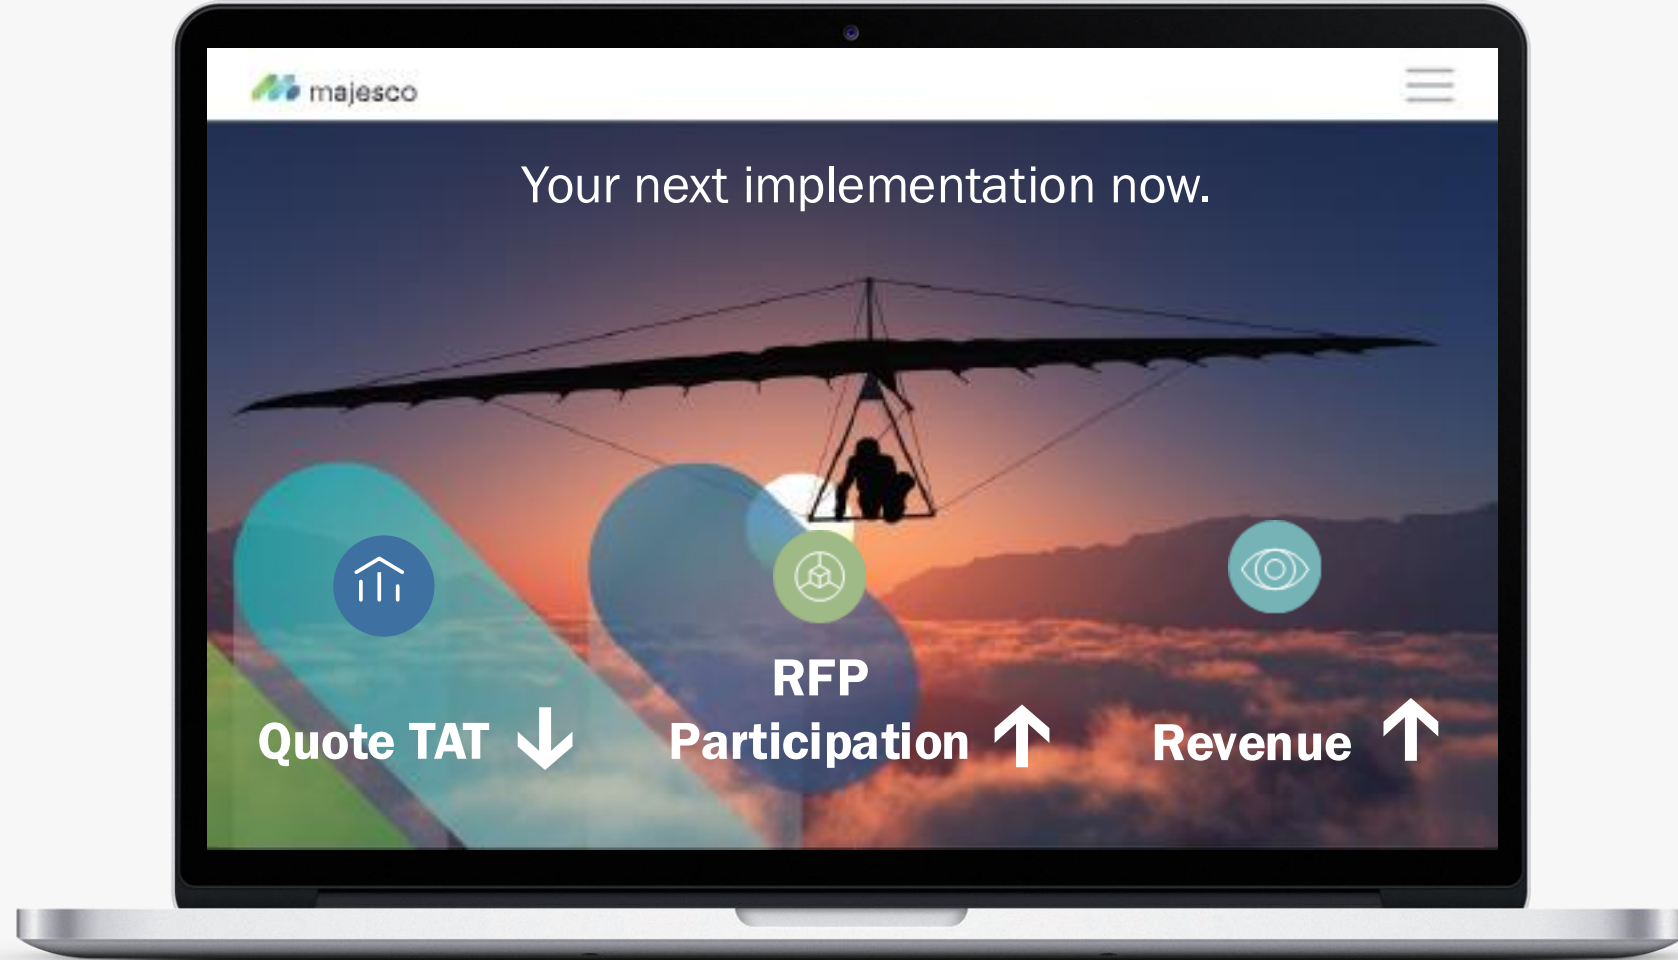 majesco
Your next implementation now.
RFP
Quote TAT ↓ Participation ↑ Revenue ↑